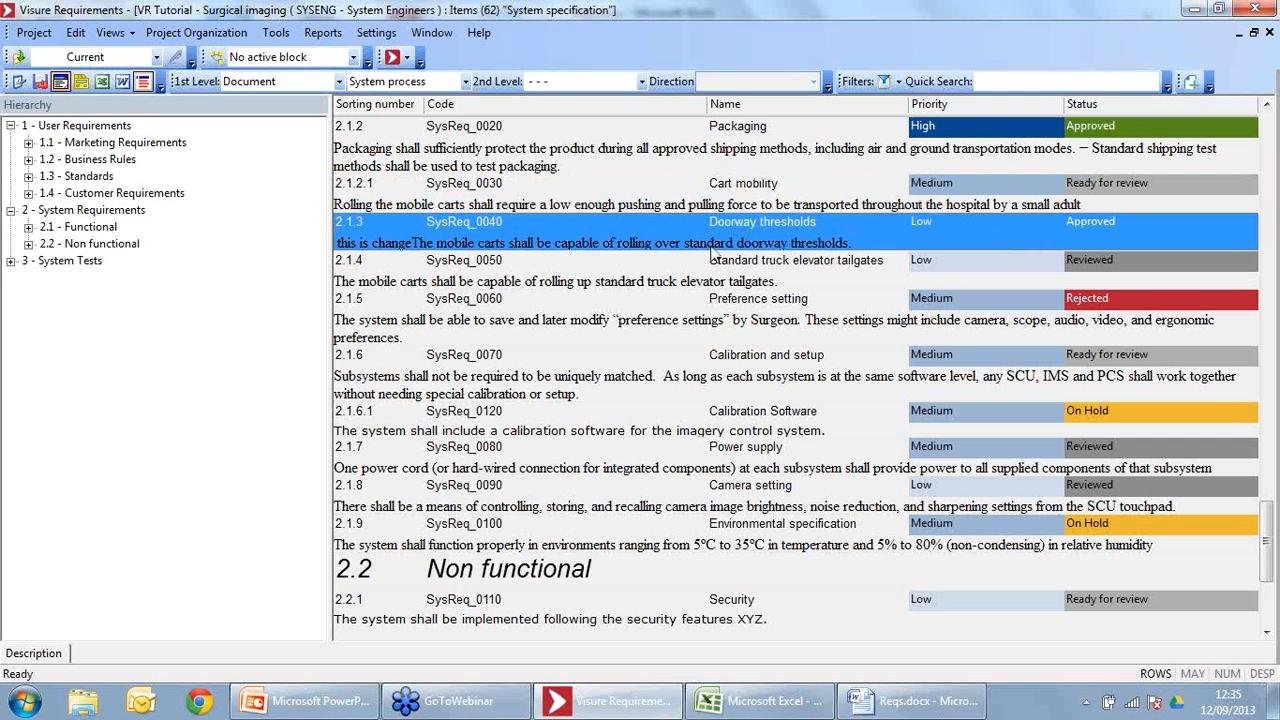 Visure Requirements - [VR Tutorial - Surgical imaging ( SYSENG - System Engineers ) : Items (62) "System specification"]
Project Edit Views Project Organization Tools Reports Settings Window Help
Current No active block
1st Level: Document System process 2nd Level: - - - Direction Filters: Quick Search:
Hierarchy
1 - User Requirements
1.1 - Marketing Requirements
1.2 - Business Rules
1.3 - Standards
1.4 - Customer Requirements
2 - System Requirements
2.1 - Functional
2.2 - Non functional
3 - System Tests
Sorting number Code Name Priority Status
2.1.2 SysReq_0020 Packaging High Approved
Packaging shall sufficiently protect the product during all approved shipping methods, including air and ground transportation modes. – Standard shipping test
methods shall be used to test packaging.
2.1.2.1 SysReq_0030 Cart mobility Medium Ready for review
Rolling the mobile carts shall require a low enough pushing and pulling force to be transported throughout the hospital by a small adult
2.1.3 SysReq_0040 Doorway thresholds Low Approved
this is changeThe mobile carts shall be capable of rolling over standard doorway thresholds.
2.1.4 SysReq_0050 Standard truck elevator tailgates Low Reviewed
The mobile carts shall be capable of rolling up standard truck elevator tailgates.
2.1.5 SysReq_0060 Preference setting Medium Rejected
The system shall be able to save and later modify “preference settings” by Surgeon. These settings might include camera, scope, audio, video, and ergonomic
preferences.
2.1.6 SysReq_0070 Calibration and setup Medium Ready for review
Subsystems shall not be required to be uniquely matched.  As long as each subsystem is at the same software level, any SCU, IMS and PCS shall work together
without needing special calibration or setup.
2.1.6.1 SysReq_0120 Calibration Software Medium On Hold
The system shall include a calibration software for the imagery control system.
2.1.7 SysReq_0080 Power supply Medium Reviewed
One power cord (or hard-wired connection for integrated components) at each subsystem shall provide power to all supplied components of that subsystem
2.1.8 SysReq_0090 Camera setting Low Reviewed
There shall be a means of controlling, storing, and recalling camera image brightness, noise reduction, and sharpening settings from the SCU touchpad.
2.1.9 SysReq_0100 Environmental specification Medium On Hold
The system shall function properly in environments ranging from 5°C to 35°C in temperature and 5% to 80% (non-condensing) in relative humidity
2.2 Non functional
2.2.1 SysReq_0110 Security Low Ready for review
The system shall be implemented following the security features XYZ.
Description
Ready ROWS MAY NUM DESP
Microsoft PowerP... GoToWebinar Visure Requireme... Microsoft Excel - ... Reqs.docx - Micros... 12:35
12/09/2013